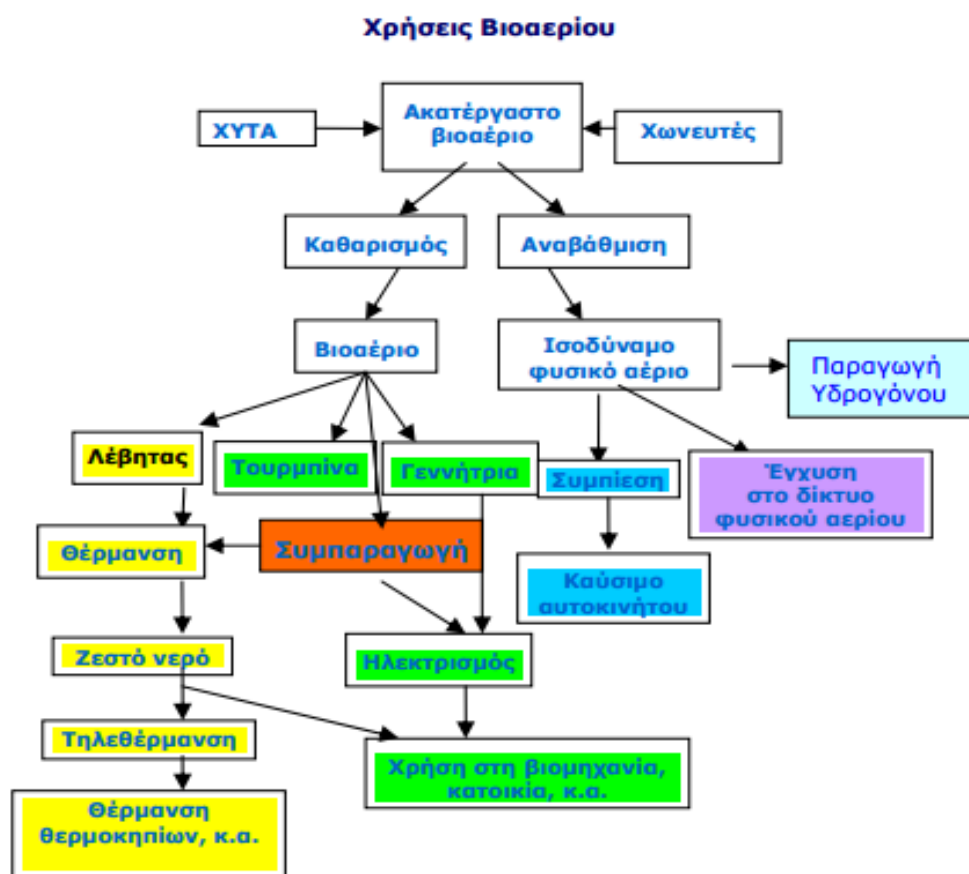 Χρήσεις Βιοαερίου
ΧΥΤΑ
Ακατέργαστο
βιοαέριο
Χωνευτές
Καθαρισμός
Αναβάθμιση
Βιοαέριο
Ισοδύναμο
φυσικό αέριο
Παραγωγή
Υδρογόνου
Λέβητας
Τουρμπίνα
Γεννήτρια
Συμπίεση
Έγχυση
στο δίκτυο
φυσικού αερίου
Θέρμανση
Συμπαραγωγή
Καύσιμο
αυτοκινήτου
Ζεστό νερό
Ηλεκτρισμός
Τηλεθέρμανση
Χρήση στη βιομηχανία,
κατοικία, κ.α.
Θέρμανση
θερμοκηπίων, κ.α.